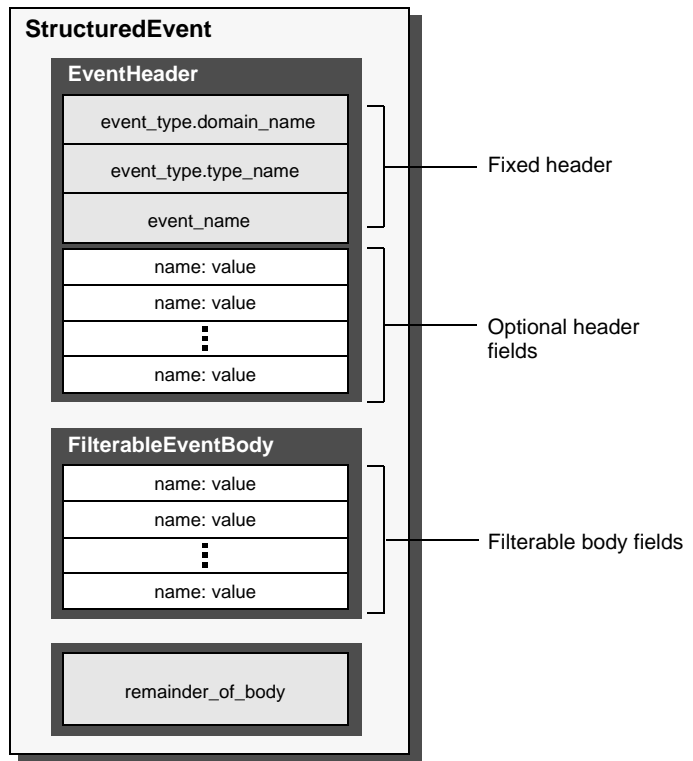 StructuredEvent
EventHeader
event_type.domain_name
event_type.type_name
event_name
Fixed header
name: value
name: value
name: value
Optional header
fields
FilterableEventBody
name: value
name: value
name: value
Filterable body fields
remainder_of_body